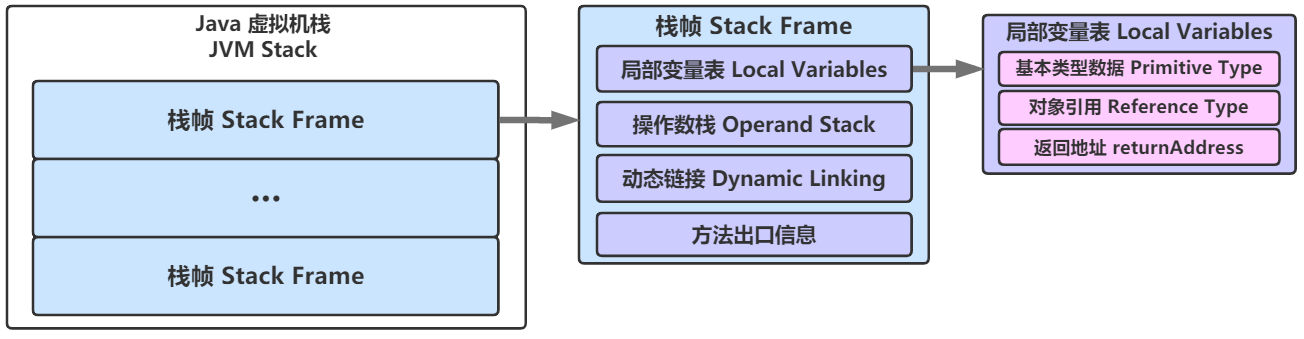 Java 虚拟机栈
JVM Stack
栈帧 Stack Frame
...
栈帧 Stack Frame
栈帧 Stack Frame
局部变量表 Local Variables
操作数栈 Operand Stack
动态链接 Dynamic Linking
方法出口信息
局部变量表 Local Variables
基本类型数据 Primitive Type
对象引用 Reference Type
返回地址 returnAddress